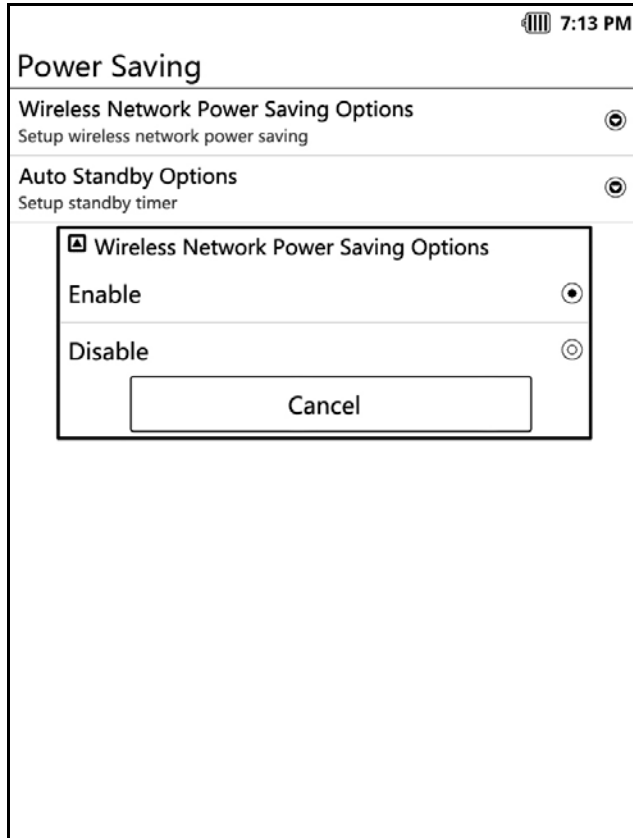 7:13 PM
Power Saving
Wireless Network Power Saving Options
Setup wireless network power saving
Auto Standby Options
Setup standby timer
Wireless Network Power Saving Options
Enable
Disable
Cancel